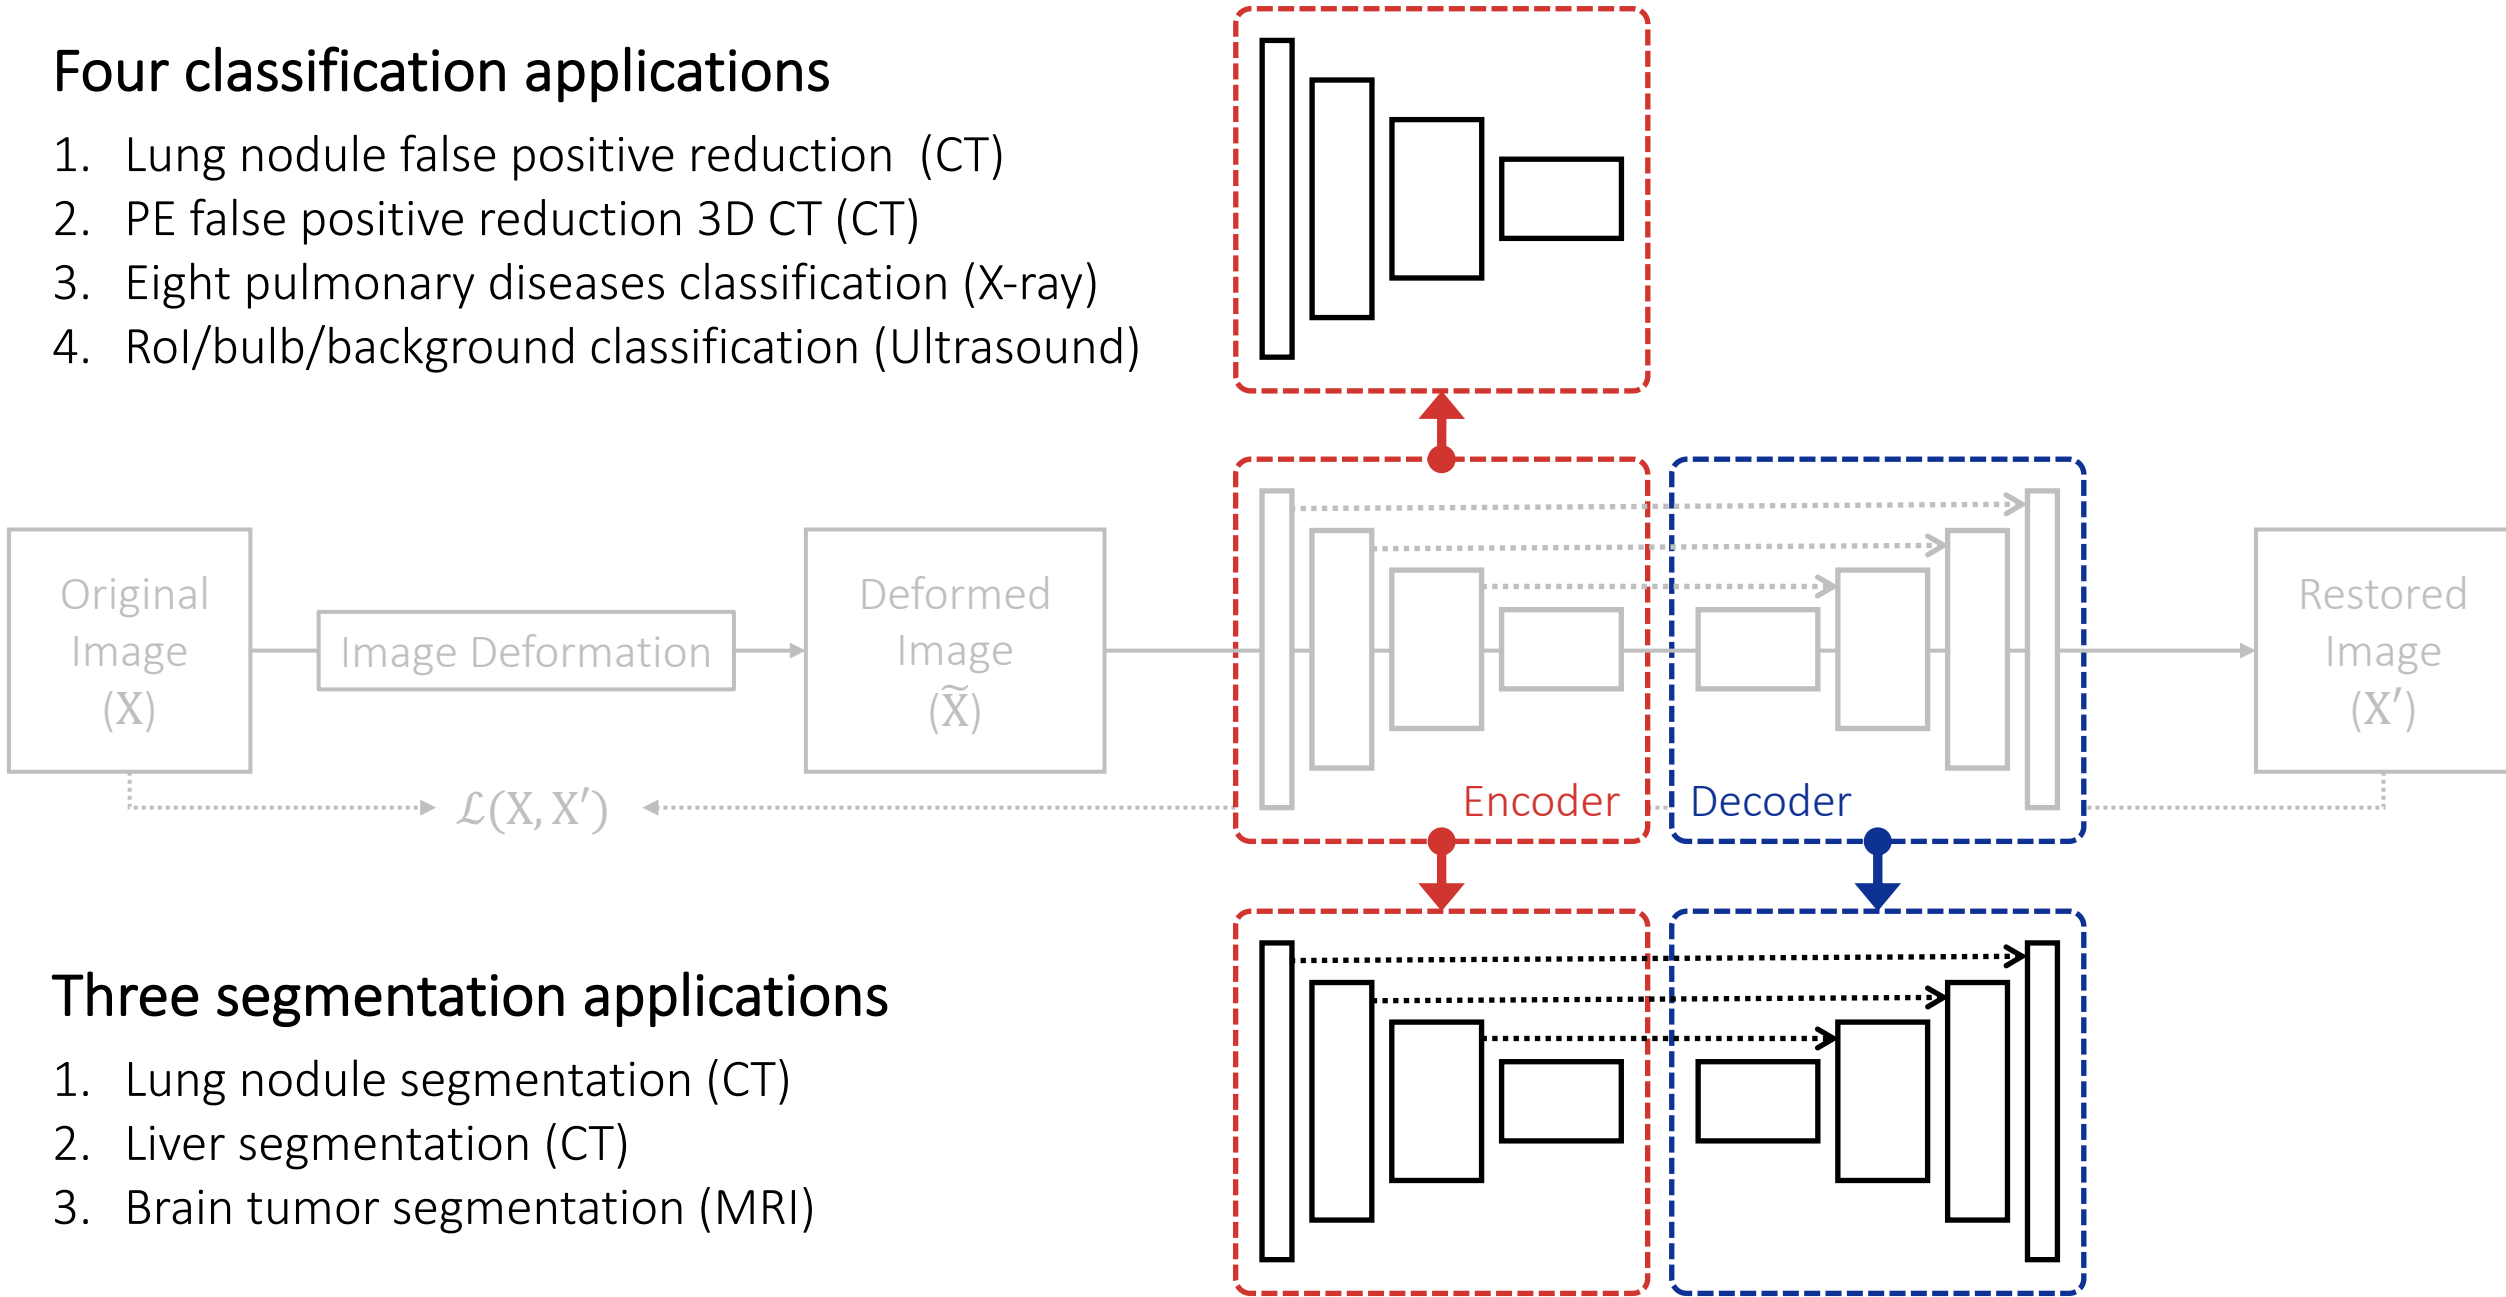 Four classification applications
1. Lung nodule false positive reduction (CT)
2. PE false positive reduction 3D CT (CT)
3. Eight pulmonary diseases classification (X-ray)
4. RoI/bulb/background classification (Ultrasound)
Original
Image
(X)
Image Deformation
Deformed
Image
(X̃)
Restored
Image
(X′)
ℒ(X, X′)
Encoder
Decoder
Three segmentation applications
1. Lung nodule segmentation (CT)
2. Liver segmentation (CT)
3. Brain tumor segmentation (MRI)